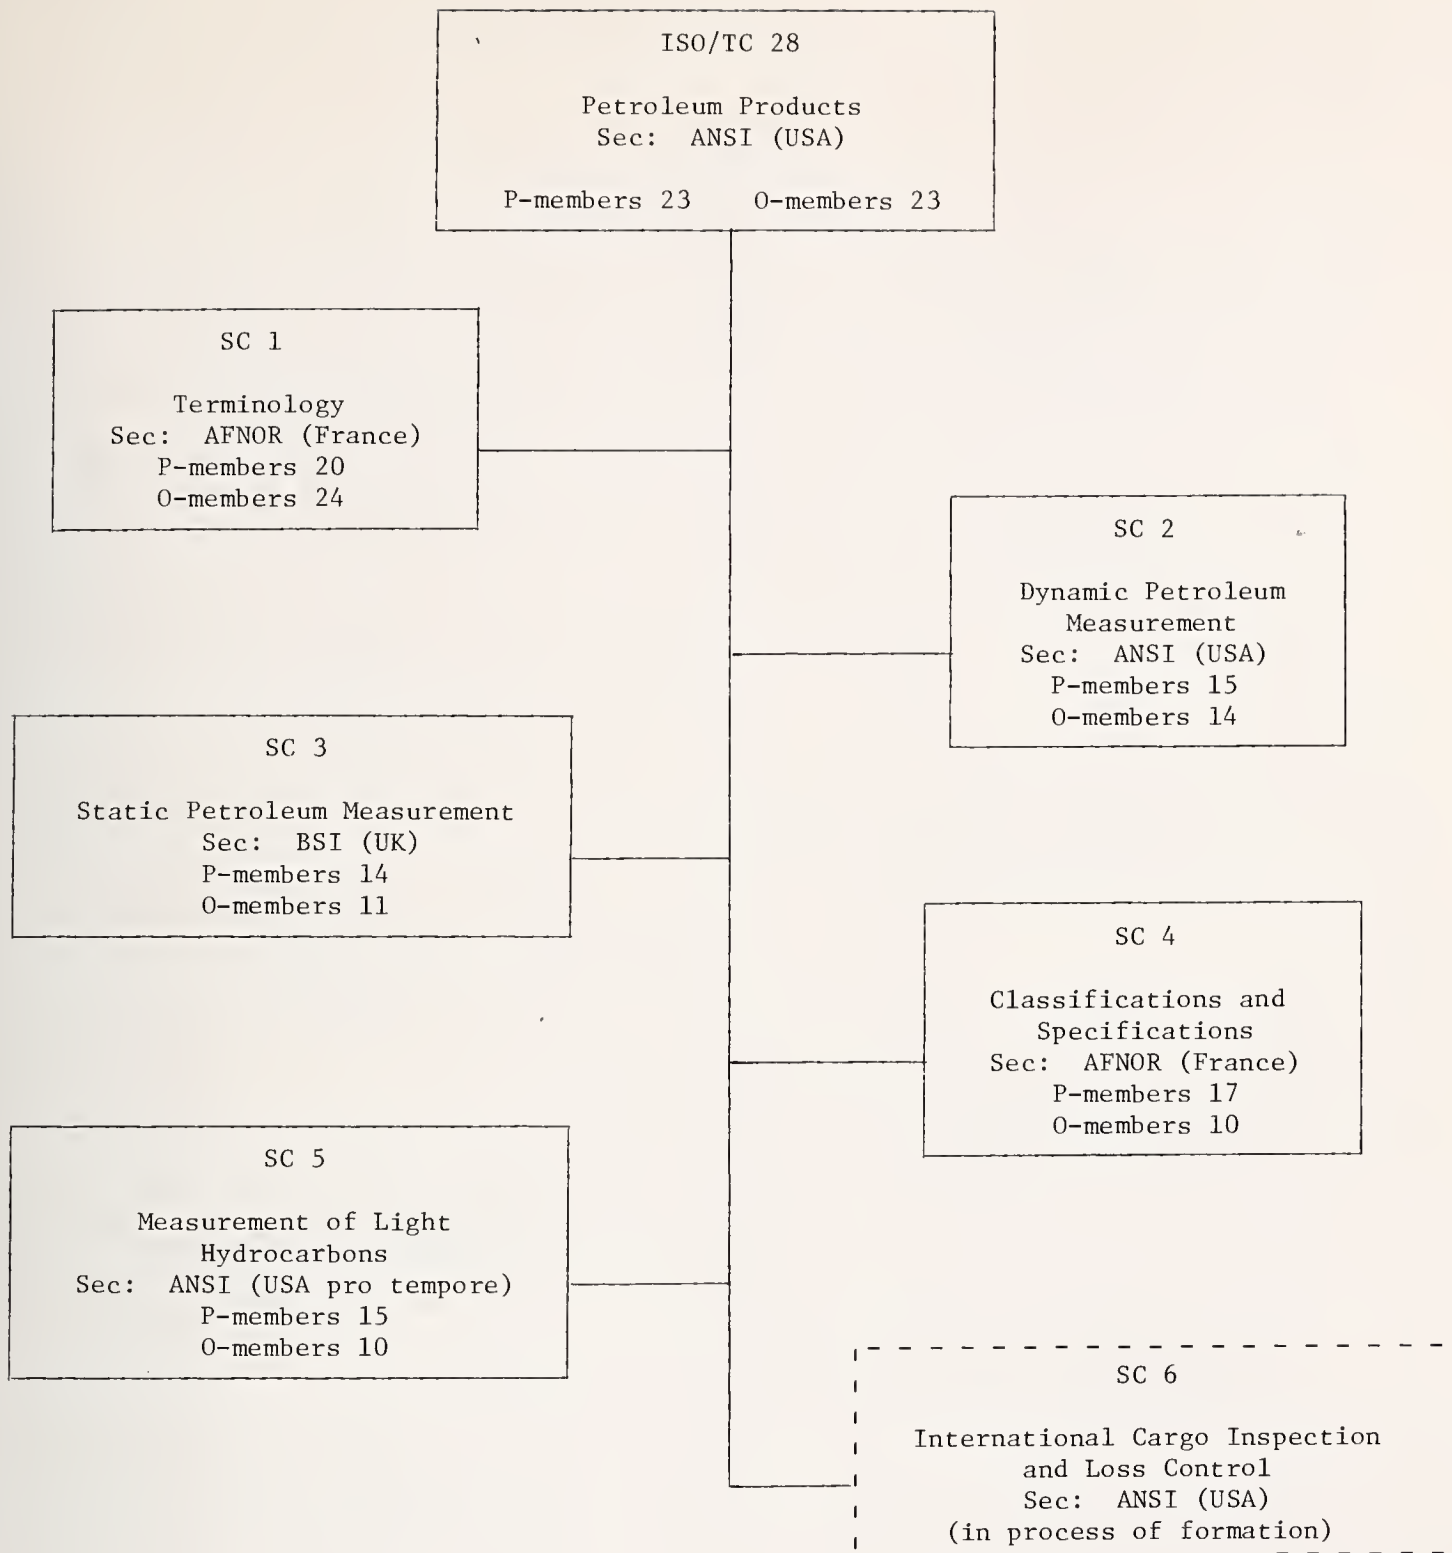 ISO/TC 28
Petroleum Products
Sec: ANSI (USA)
P-members 23 O-members 23
SC 1
Terminology
Sec: AFNOR (France)
P-members 20
O-members 24
SC 2
Dynamic Petroleum
Measurement
Sec: ANSI (USA)
P-members 15
O-members 14
SC 3
Static Petroleum Measurement
Sec: BSI (UK)
P-members 14
O-members 11
SC 4
Classifications and
Specifications
Sec: AFNOR (France)
P-members 17
O-members 10
SC 5
Measurement of Light
Hydrocarbons
Sec: ANSI (USA pro tempore)
P-members 15
O-members 10
SC 6
International Cargo Inspection
and Loss Control
Sec: ANSI (USA)
(in process of formation)